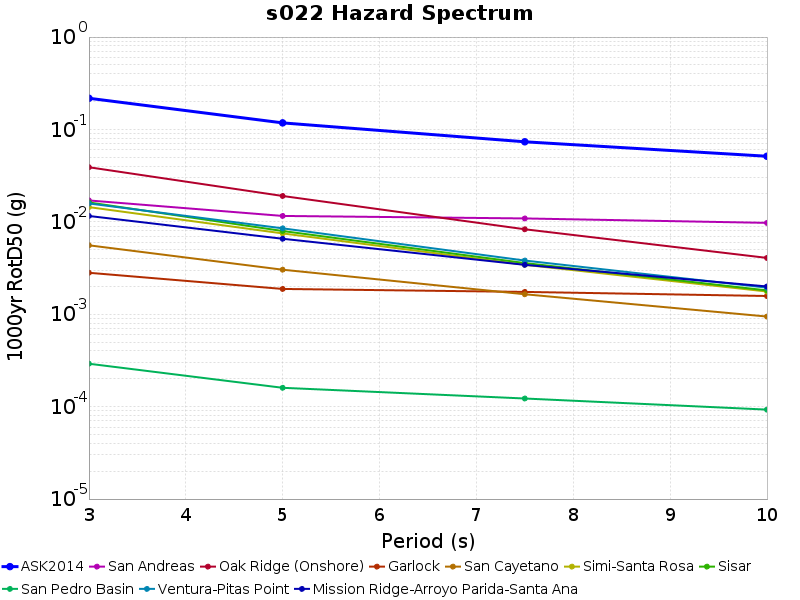 s022 Hazard Spectrum
10^0
10^-1
10^-2
10^-3
10^-4
10^-5
1000yr RotD50 (g)
3 4 5 6 7 8 9 10
Period (s)
ASK2014 San Andreas Oak Ridge (Onshore) Garlock San Cayetano Simi-Santa Rosa Sisar
San Pedro Basin Ventura-Pitas Point Mission Ridge-Arroyo Parida-Santa Ana